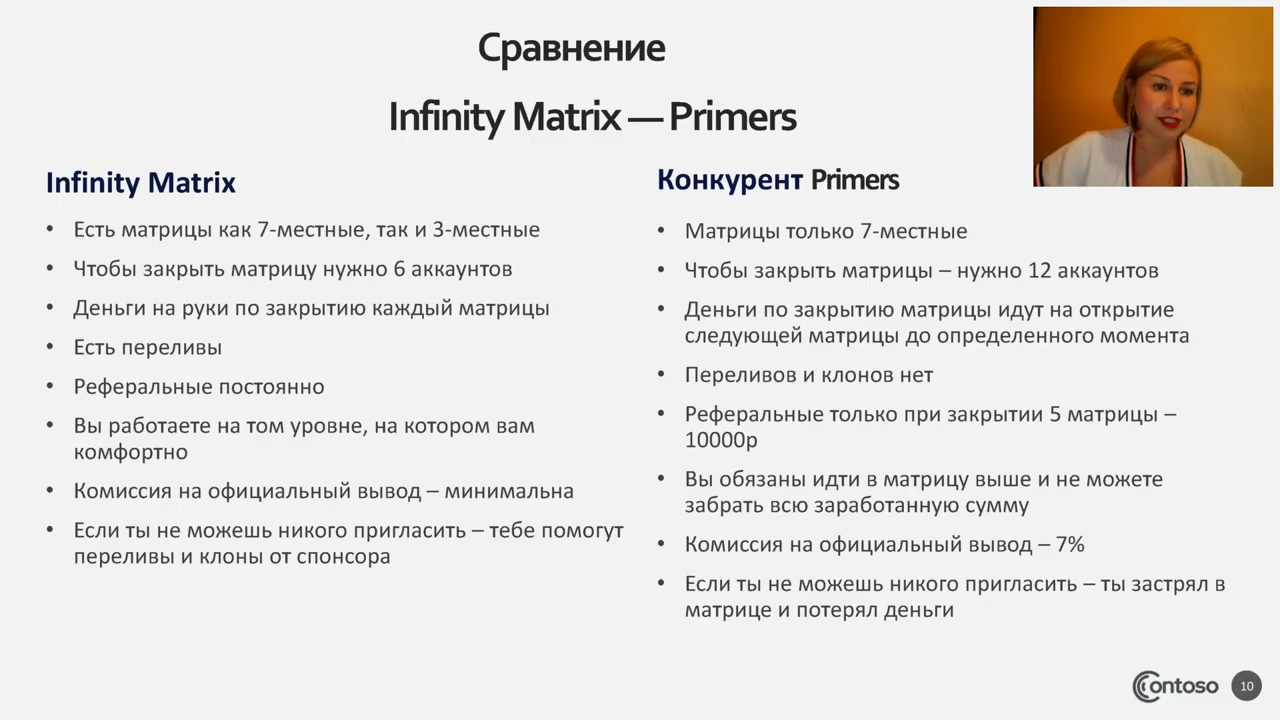 Сравнение
Infinity Matrix — Primers
Infinity Matrix
• Есть матрицы как 7-местные, так и 3-местные
• Чтобы закрыть матрицу нужно 6 аккаунтов
• Деньги на руки по закрытию каждый матрицы
• Есть переливы
• Реферальные постоянно
• Вы работаете на том уровне, на котором вам
комфортно
• Комиссия на официальный вывод – минимальна
• Если ты не можешь никого пригласить – тебе помогут
переливы и клоны от спонсора
Конкурент Primers
• Матрицы только 7-местные
• Чтобы закрыть матрицы – нужно 12 аккаунтов
• Деньги по закрытию матрицы идут на открытие
следующей матрицы до определенного момента
• Переливов и клонов нет
• Реферальные только при закрытии 5 матрицы –
10000р
• Вы обязаны идти в матрицу выше и не можете
забрать всю заработанную сумму
• Комиссия на официальный вывод – 7%
• Если ты не можешь никого пригласить – ты застрял в
матрице и потерял деньги
Contoso
10